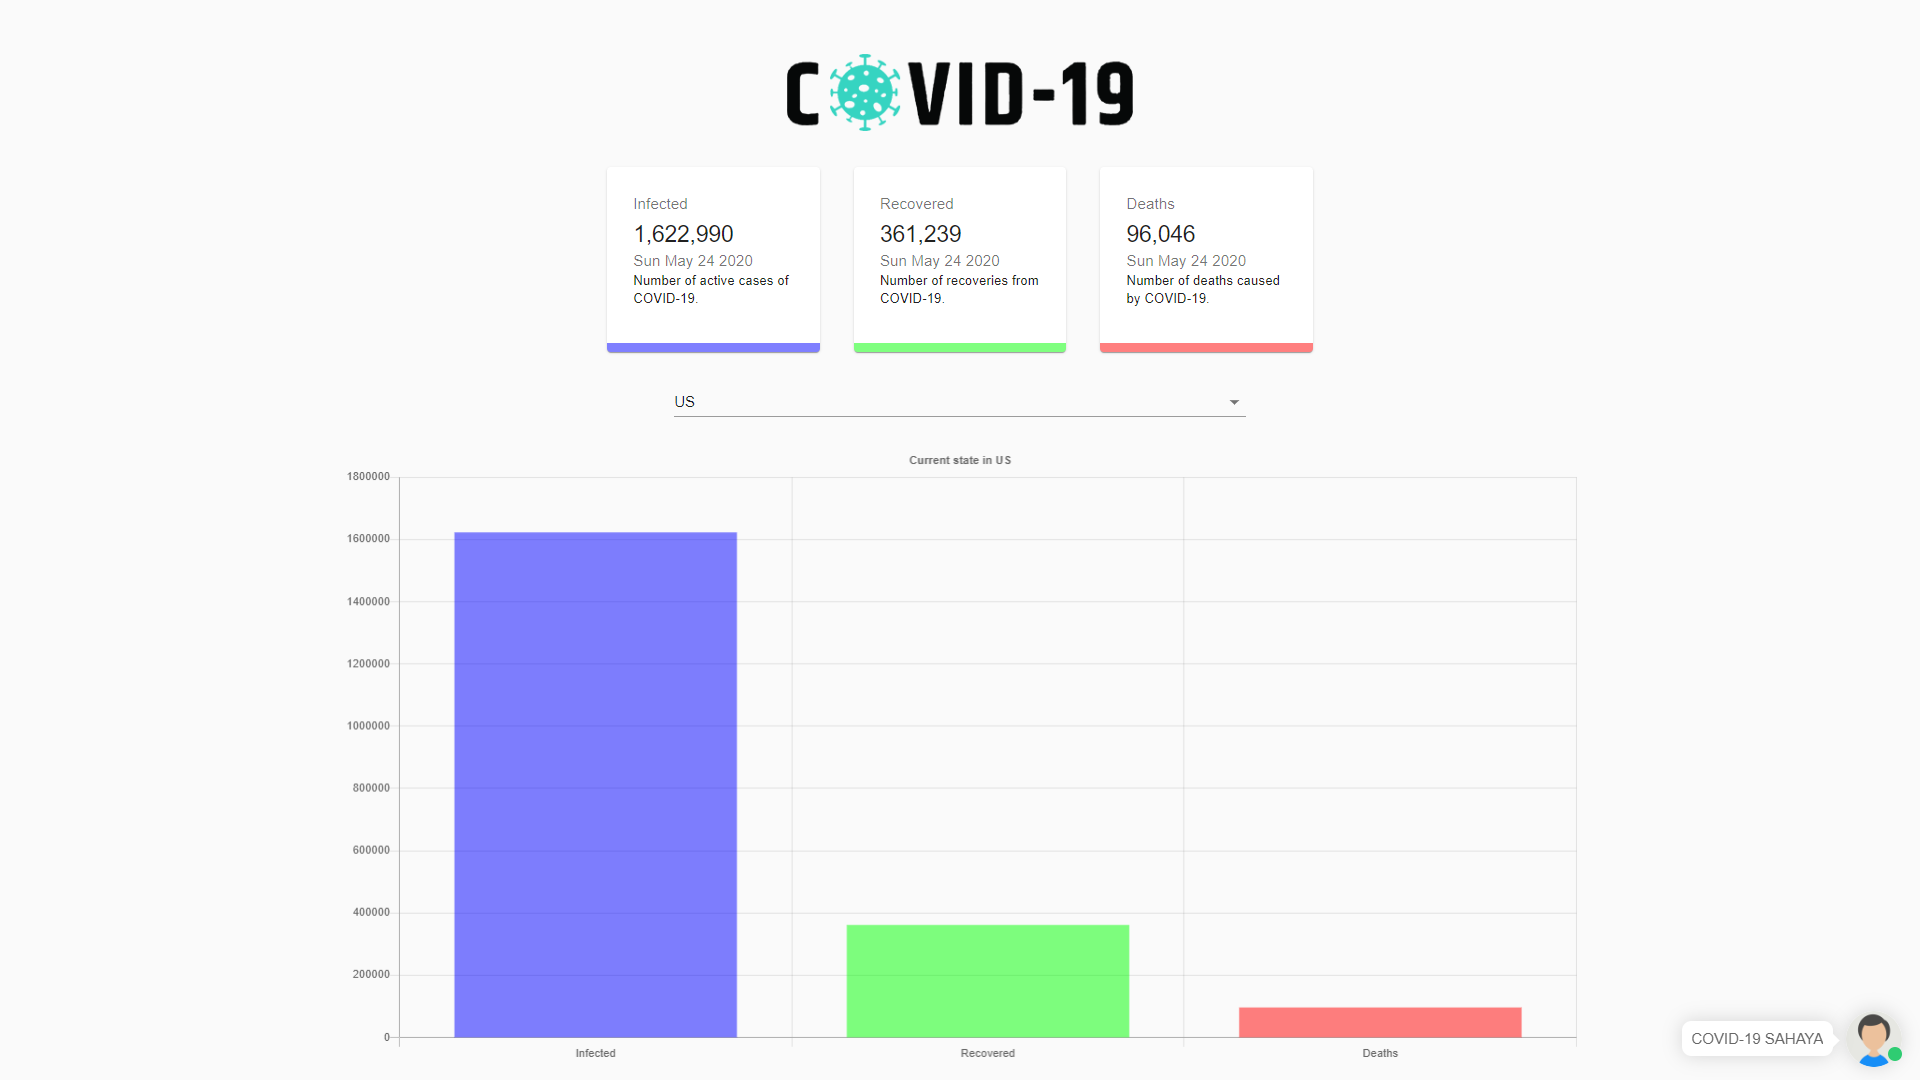 COVID-19
Infected
1,622,990
Sun May 24 2020
Number of active cases of
COVID-19.
Recovered
361,239
Sun May 24 2020
Number of recoveries from
COVID-19.
Deaths
96,046
Sun May 24 2020
Number of deaths caused
by COVID-19.
US
Current state in US
1800000
1600000
1400000
1200000
1000000
800000
600000
400000
200000
0
Infected
Recovered
Deaths
COVID-19 SAHAYA